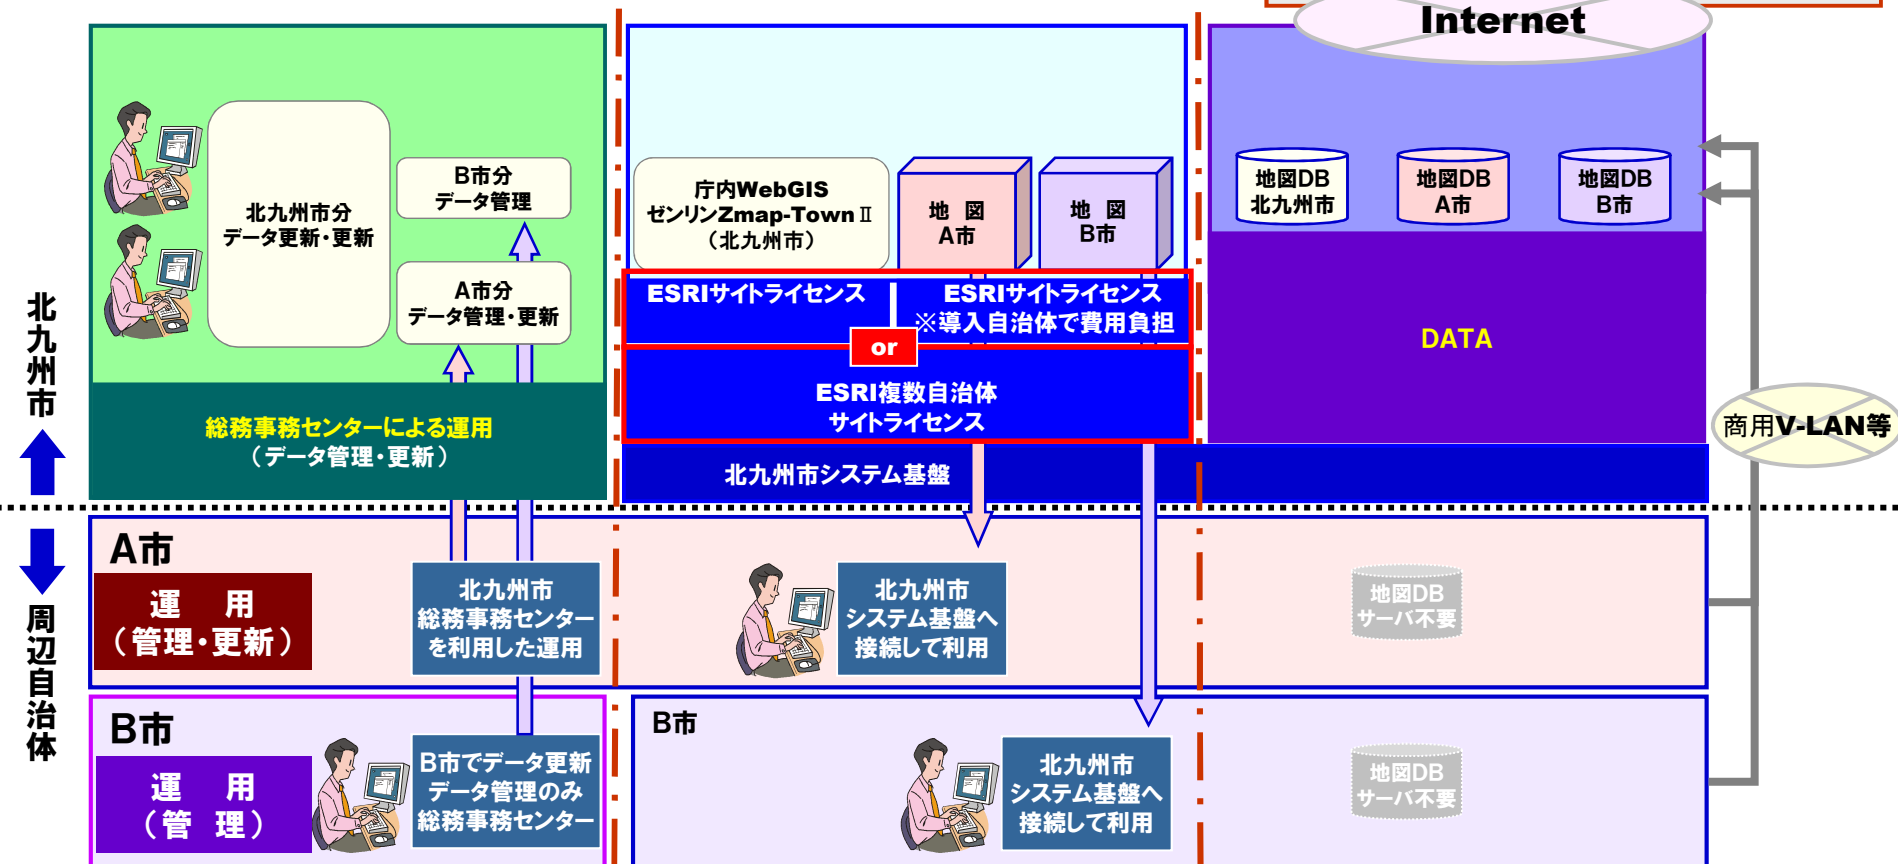 Internet
北九州市分
データ更新・更新
B市分
データ管理
A市分
データ管理・更新
総務事務センターによる運用
（データ管理・更新）
庁内WebGIS
ゼンリンZmap-TownⅡ
（北九州市）
地　図
A市
地　図
B市
ESRIサイトライセンス
ESRIサイトライセンス
※導入自治体で費用負担
or
ESRI複数自治体
サイトライセンス
北九州市システム基盤
地図DB
北九州市
地図DB
A市
地図DB
B市
DATA
商用V-LAN等
北九州市
周辺自治体
A市
運　用
（管理・更新）
北九州市
総務事務センター
を利用した運用
北九州市
システム基盤へ
接続して利用
地図DB
サーバ不要
B市
運　用
（管　理）
B市でデータ更新
データ管理のみ
総務事務センター
B市
北九州市
システム基盤へ
接続して利用
地図DB
サーバ不要